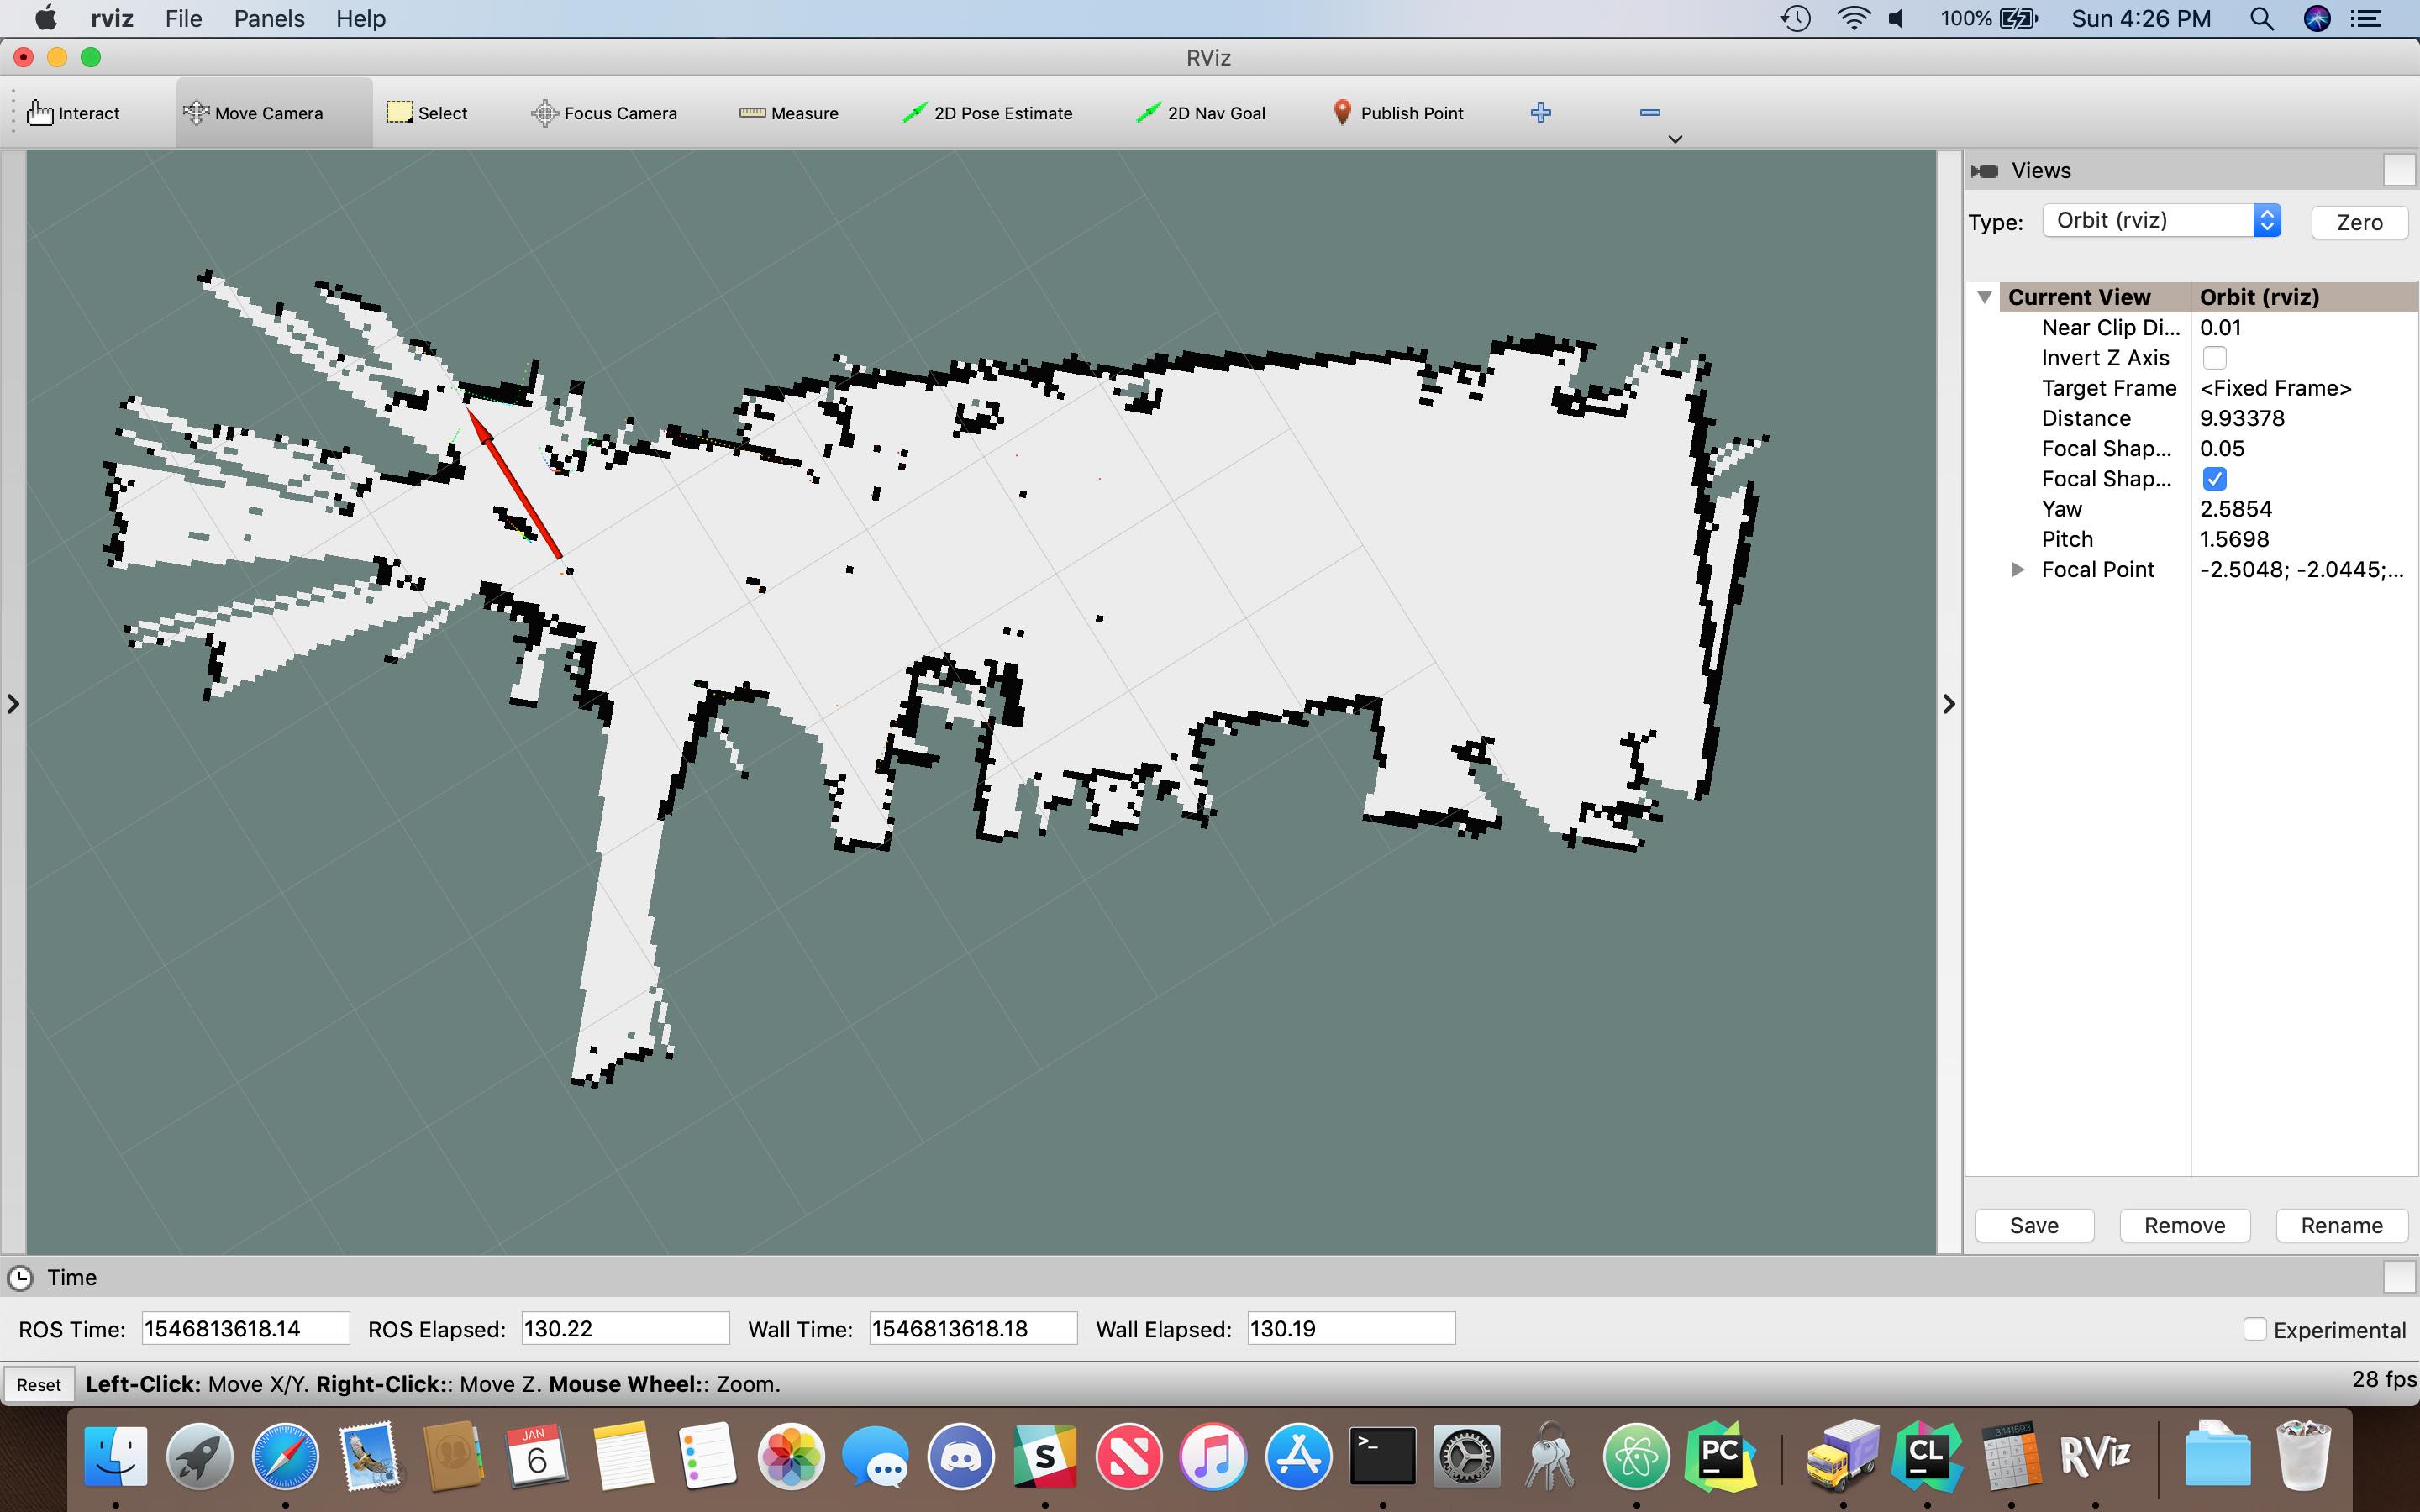 rviz File Panels Help 100% Sun 4:26 PM
RViz
Interact Move Camera Select Focus Camera Measure 2D Pose Estimate 2D Nav Goal Publish Point
Views
Type: Orbit (rviz) Zero
Current View Orbit (rviz)
Near Clip Di... 0.01
Invert Z Axis
Target Frame <Fixed Frame>
Distance 9.93378
Focal Shap... 0.05
Focal Shap...
Yaw 2.5854
Pitch 1.5698
Focal Point -2.5048; -2.0445;...
Save Remove Rename
Time
ROS Time: 1546813618.14 ROS Elapsed: 130.22 Wall Time: 1546813618.18 Wall Elapsed: 130.19 Experimental
Reset Left-Click: Move X/Y. Right-Click:: Move Z. Mouse Wheel:: Zoom. 28 fps
JAN
6
S
>_
PC
CL
RViz